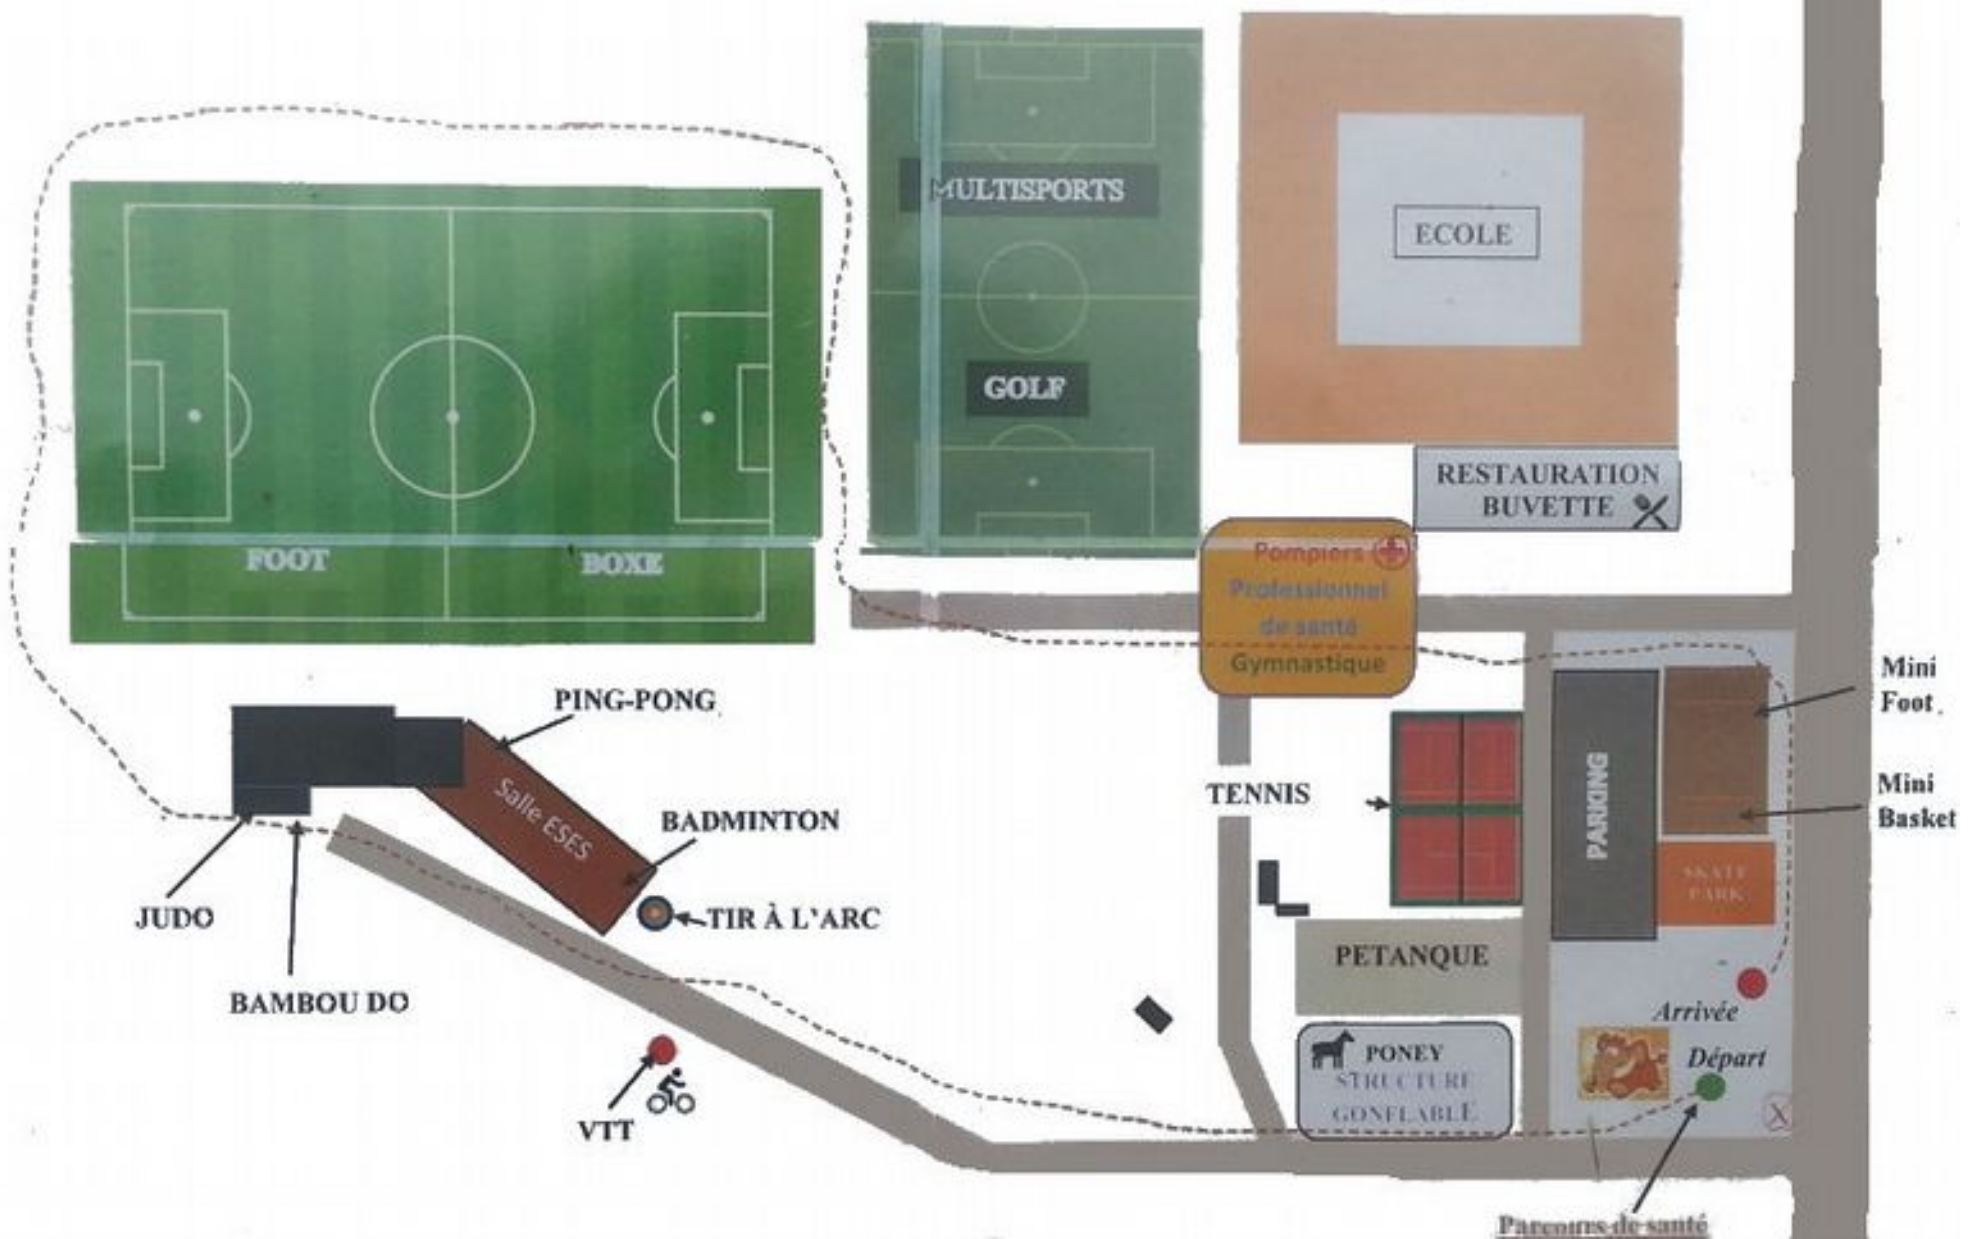 MULTISPORTS
ECOLE
GOLF
RESTAURATION
BUVETTE
FOOT
BOXE
Pompiers
Professionnel
de santé
Gymnastique
Mini
Foot
PING-PONG
Salle ESES
BADMINTON
TENNIS
PARKING
Mini
Basket
SKATE
PARK
JUDO
TIR À L'ARC
BAMBOU DO
PETANQUE
Arrivée
PONEY
STRUCTURE
GONFLABLE
Départ
X
VTT
Parcours de santé